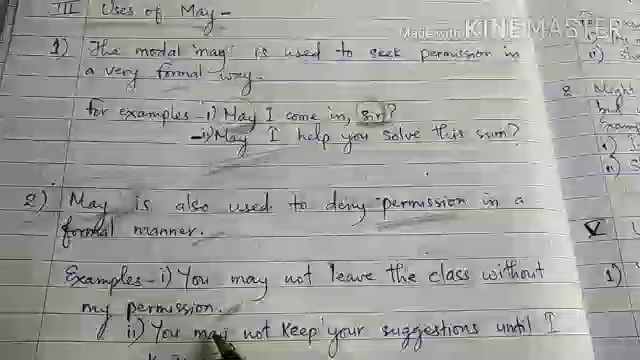 III Uses of May -
Made with KINEMASTER
1) The modal 'may' is used to seek permission in
a very formal way.
for examples - i) May I come in, sir?
- ii) May I help you solve this sum?
2) May is also used to deny permission in a
formal manner.
Examples - i) You may not leave the class without
my permission.
ii) You may not keep your suggestions until I
2 Might
V
1)